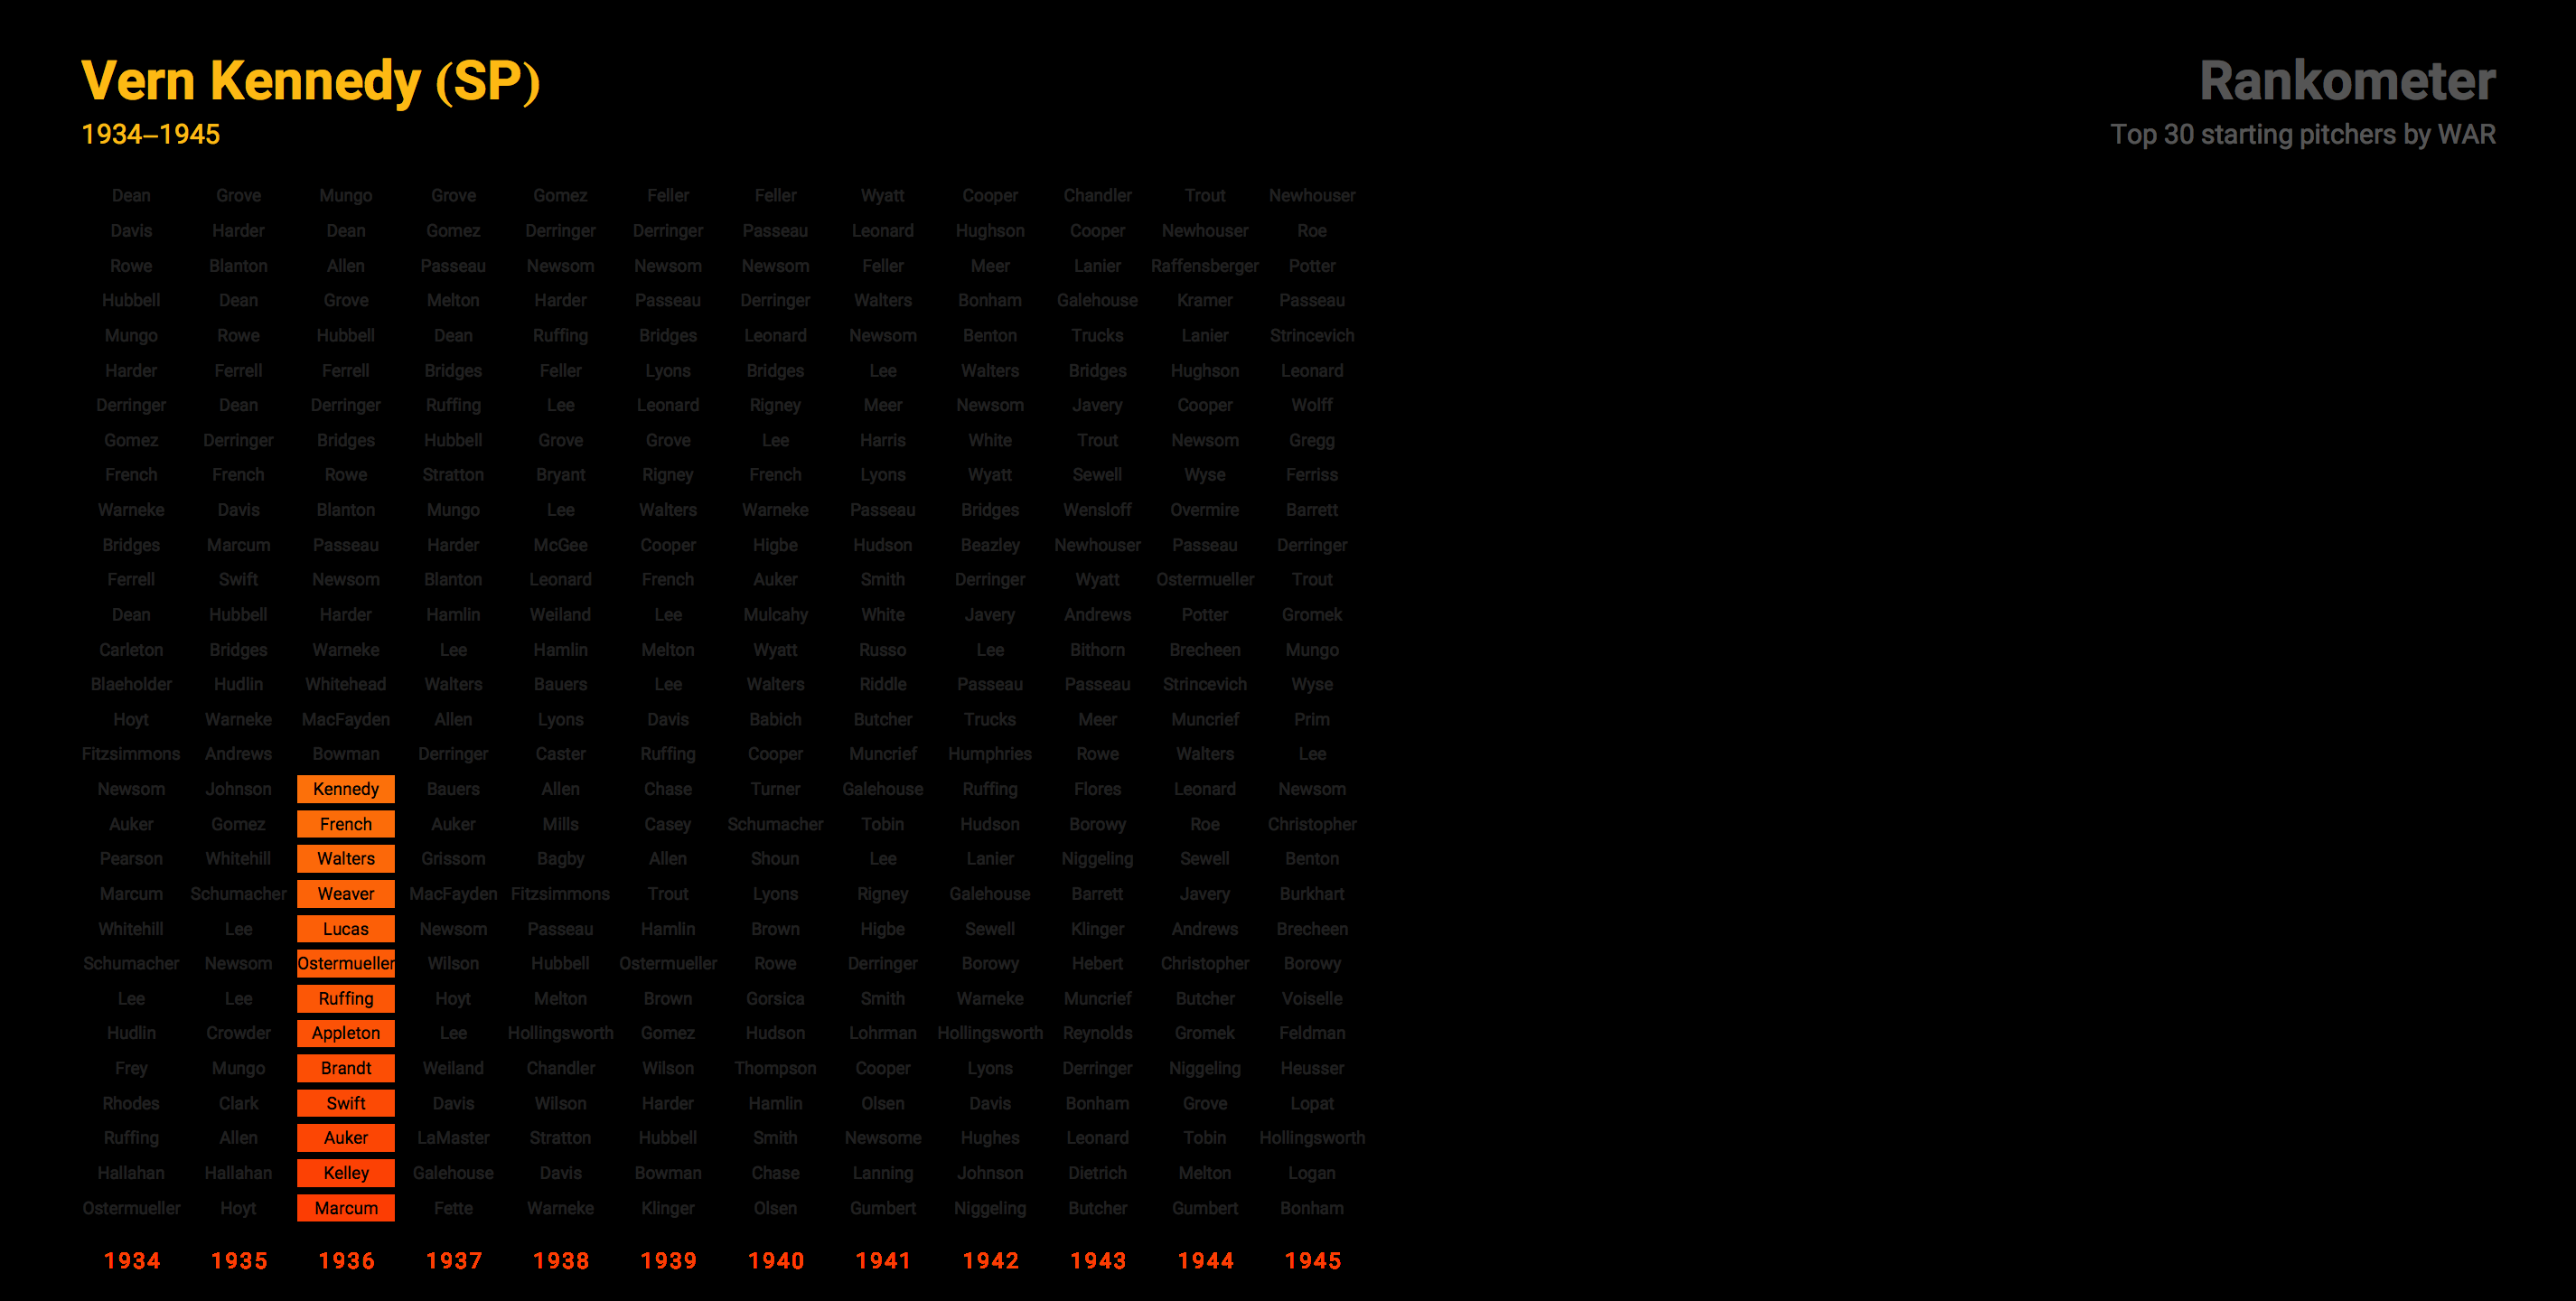 Vern Kennedy (SP)
1934–1945
Rankometer
Top 30 starting pitchers by WAR
Dean Grove Mungo Grove Gomez Feller Feller Wyatt Cooper Chandler Trout Newhouser
Davis Harder Dean Gomez Derringer Derringer Passeau Leonard Hughson Cooper Newhouser Roe
Rowe Blanton Allen Passeau Newsom Newsom Newsom Feller Meer Lanier Raffensberger Potter
Hubbell Dean Grove Melton Harder Passeau Derringer Walters Bonham Galehouse Kramer Passeau
Mungo Rowe Hubbell Dean Ruffing Bridges Leonard Newsom Benton Trucks Lanier Strincevich
Harder Ferrell Ferrell Bridges Feller Lyons Bridges Lee Walters Bridges Hughson Leonard
Derringer Dean Derringer Ruffing Lee Leonard Rigney Meer Newsom Javery Cooper Wolff
Gomez Derringer Bridges Hubbell Grove Grove Lee Harris White Trout Newsom Gregg
French French Rowe Stratton Bryant Rigney French Lyons Wyatt Sewell Wyse Ferriss
Warneke Davis Blanton Mungo Lee Walters Warneke Passeau Bridges Wensloff Overmire Barrett
Bridges Marcum Passeau Harder McGee Cooper Higbe Hudson Beazley Newhouser Passeau Derringer
Ferrell Swift Newsom Blanton Leonard French Auker Smith Derringer Wyatt Ostermueller Trout
Dean Hubbell Harder Hamlin Weiland Lee Mulcahy White Javery Andrews Potter Gromek
Carleton Bridges Warneke Lee Hamlin Melton Wyatt Russo Lee Bithorn Brecheen Mungo
Blaeholder Hudlin Whitehead Walters Bauers Lee Walters Riddle Passeau Passeau Strincevich Wyse
Hoyt Warneke MacFayden Allen Lyons Davis Babich Butcher Trucks Meer Muncrief Prim
Fitzsimmons Andrews Bowman Derringer Caster Ruffing Cooper Muncrief Humphries Rowe Walters Lee
Newsom Johnson Kennedy Bauers Allen Chase Turner Galehouse Ruffing Flores Leonard Newsom
Auker Gomez French Auker Mills Casey Schumacher Tobin Hudson Borowy Roe Christopher
Pearson Whitehill Walters Grissom Bagby Allen Shoun Lee Lanier Niggeling Sewell Benton
Marcum Schumacher Weaver MacFayden Fitzsimmons Trout Lyons Rigney Galehouse Barrett Javery Burkhart
Whitehill Lee Lucas Newsom Passeau Hamlin Brown Higbe Sewell Klinger Andrews Brecheen
Schumacher Newsom Ostermueller Wilson Hubbell Ostermueller Rowe Derringer Borowy Hebert Christopher Borowy
Lee Lee Ruffing Hoyt Melton Brown Gorsica Smith Warneke Muncrief Butcher Voiselle
Hudlin Crowder Appleton Lee Hollingsworth Gomez Hudson Lohrman Hollingsworth Reynolds Gromek Feldman
Frey Mungo Brandt Weiland Chandler Wilson Thompson Cooper Lyons Derringer Niggeling Heusser
Rhodes Clark Swift Davis Wilson Harder Hamlin Olsen Davis Bonham Grove Lopat
Ruffing Allen Auker LaMaster Stratton Hubbell Smith Newsome Hughes Leonard Tobin Hollingsworth
Hallahan Hallahan Kelley Galehouse Davis Bowman Chase Lanning Johnson Dietrich Melton Logan
Ostermueller Hoyt Marcum Fette Warneke Klinger Olsen Gumbert Niggeling Butcher Gumbert Bonham
1934 1935 1936 1937 1938 1939 1940 1941 1942 1943 1944 1945